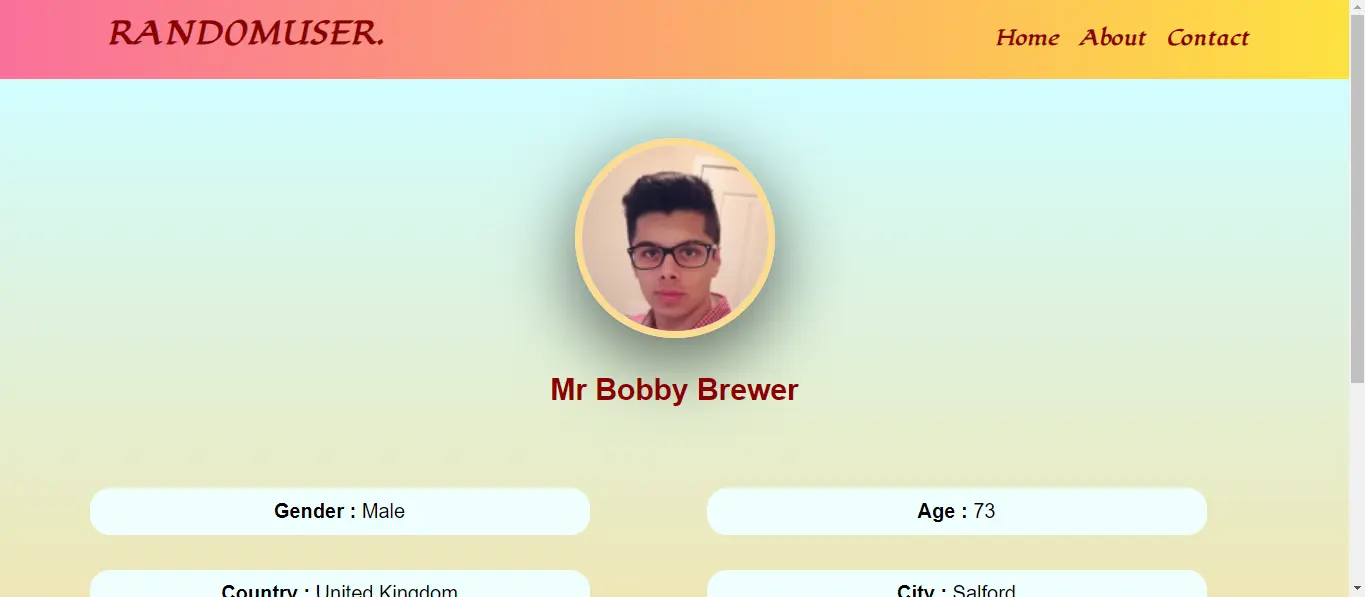 RANDOMUSER.
Home About Contact
Mr Bobby Brewer
Gender : Male
Age : 73
Country : United Kingdom
City : Salford